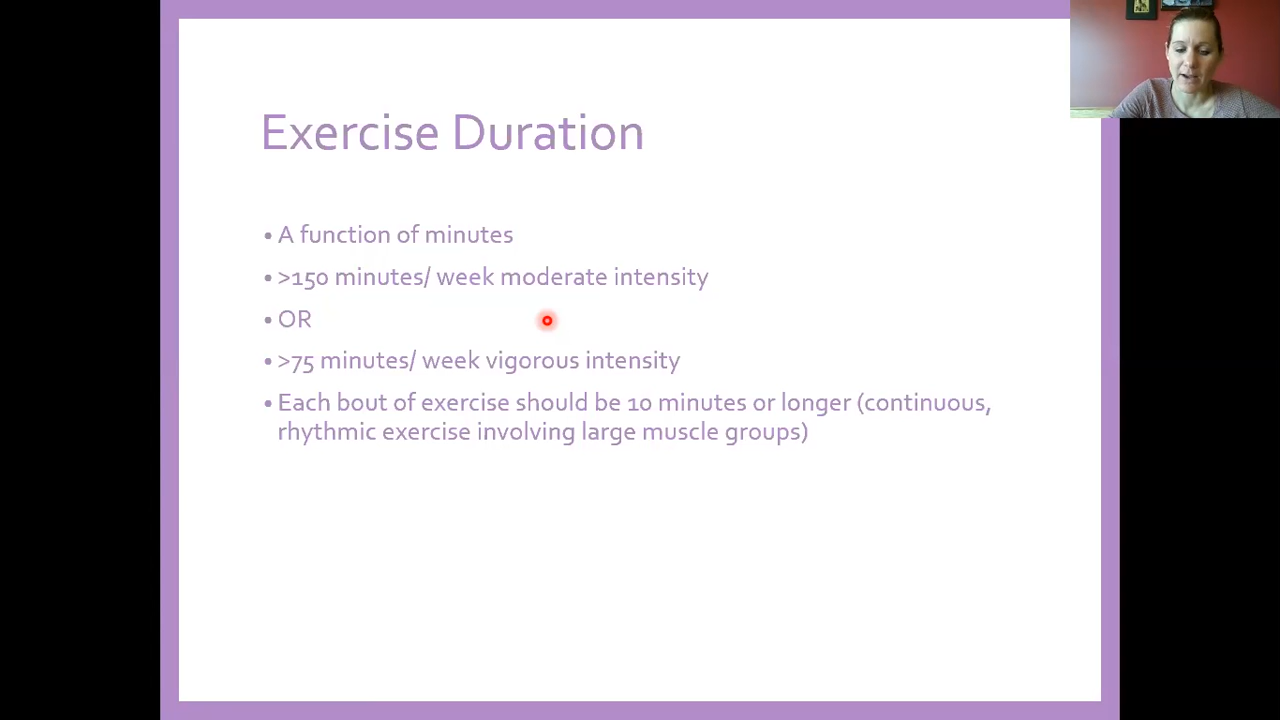 Exercise Duration
• A function of minutes
• >150 minutes/ week moderate intensity
• OR
• >75 minutes/ week vigorous intensity
• Each bout of exercise should be 10 minutes or longer (continuous,
rhythmic exercise involving large muscle groups)